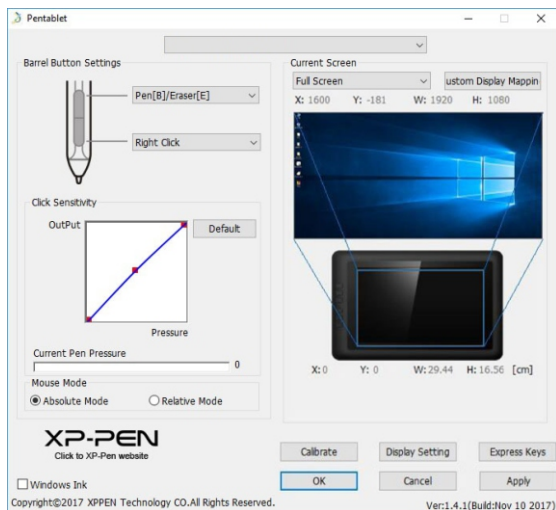 Pentablet
Barrel Button Settings
Pen[B]/Eraser[E]
Right Click
Click Sensitivity
OutPut
Default
Pressure
Current Pen Pressure
0
Mouse Mode
Absolute Mode Relative Mode
XP-PEN
Click to XP-Pen website
Windows Ink
Copyright©2017 XPPEN Technology CO.All Rights Reserved.
Current Screen
Full Screen ustom Display Mappin
X: 1600 Y: -181 W: 1920 H: 1080
X: 0 Y: 0 W: 29.44 H: 16.56 [cm]
Calibrate Display Setting Express Keys
OK Cancel Apply
Ver:1.4.1(Build:Nov 10 2017)